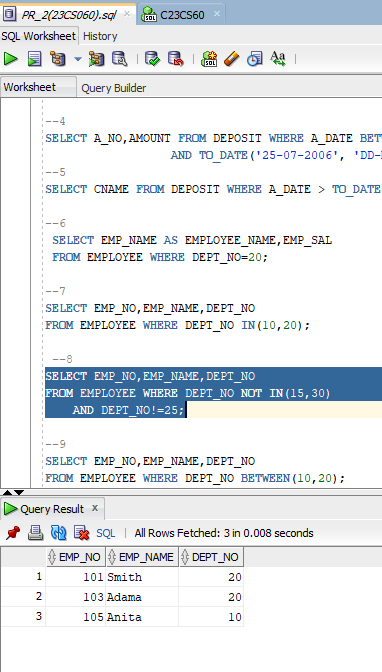 PR_2(23CS060).sql C23CS60
SQL Worksheet History
Worksheet Query Builder
--4
SELECT A_NO,AMOUNT FROM DEPOSIT WHERE A_DATE BET
AND TO_DATE('25-07-2006', 'DD-
--5
SELECT CNAME FROM DEPOSIT WHERE A_DATE > TO_DATE
--6
SELECT EMP_NAME AS EMPLOYEE_NAME,EMP_SAL
FROM EMPLOYEE WHERE DEPT_NO=20;
--7
SELECT EMP_NO,EMP_NAME,DEPT_NO
FROM EMPLOYEE WHERE DEPT_NO IN(10,20);
--8
SELECT EMP_NO,EMP_NAME,DEPT_NO
FROM EMPLOYEE WHERE DEPT_NO NOT IN(15,30)
AND DEPT_NO!=25;
--9
SELECT EMP_NO,EMP_NAME,DEPT_NO
FROM EMPLOYEE WHERE DEPT_NO BETWEEN(10,20);
Query Result x
SQL | All Rows Fetched: 3 in 0.008 seconds
EMP_NO EMP_NAME DEPT_NO
1 101 Smith 20
2 103 Adama 20
3 105 Anita 10